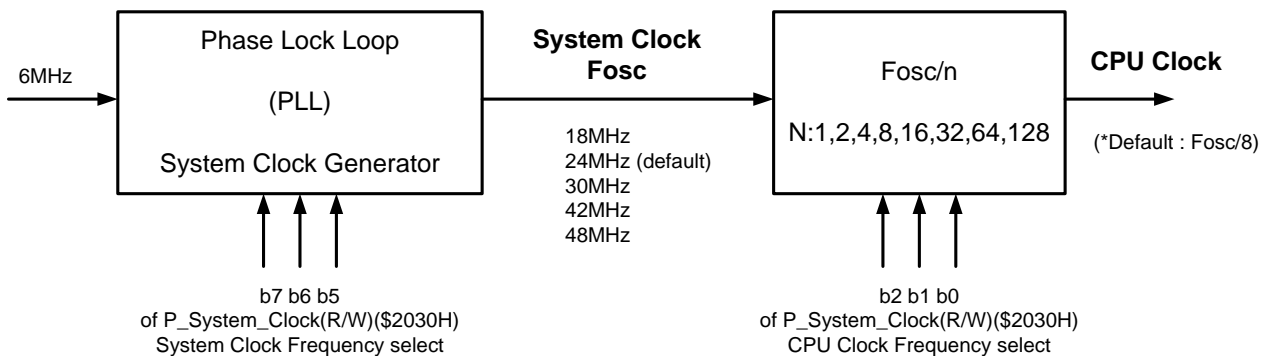 Phase Lock Loop
(PLL)
System Clock Generator
6MHz
System Clock
Fosc
18MHz
24MHz (default)
30MHz
42MHz
48MHz
Fosc/n
N:1,2,4,8,16,32,64,128
CPU Clock
(*Default : Fosc/8)
b7 b6 b5
of P_System_Clock(R/W)($2030H)
System Clock Frequency select
b2 b1 b0
of P_System_Clock(R/W)($2030H)
CPU Clock Frequency select